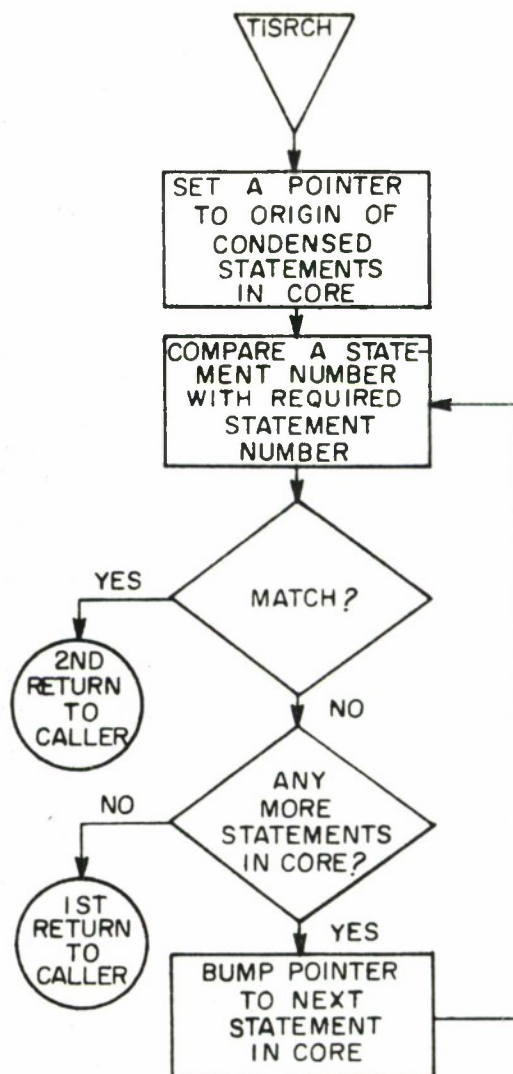 TISRCH
SET A POINTER
TO ORIGIN OF
CONDENSED
STATEMENTS
IN CORE
COMPARE A STATE-
MENT NUMBER
WITH REQUIRED
STATEMENT
NUMBER
MATCH?
YES
2ND
RETURN
TO
CALLER
NO
ANY
MORE
STATEMENTS
IN CORE?
NO
1ST
RETURN
TO
CALLER
YES
BUMP POINTER
TO NEXT
STATEMENT
IN CORE